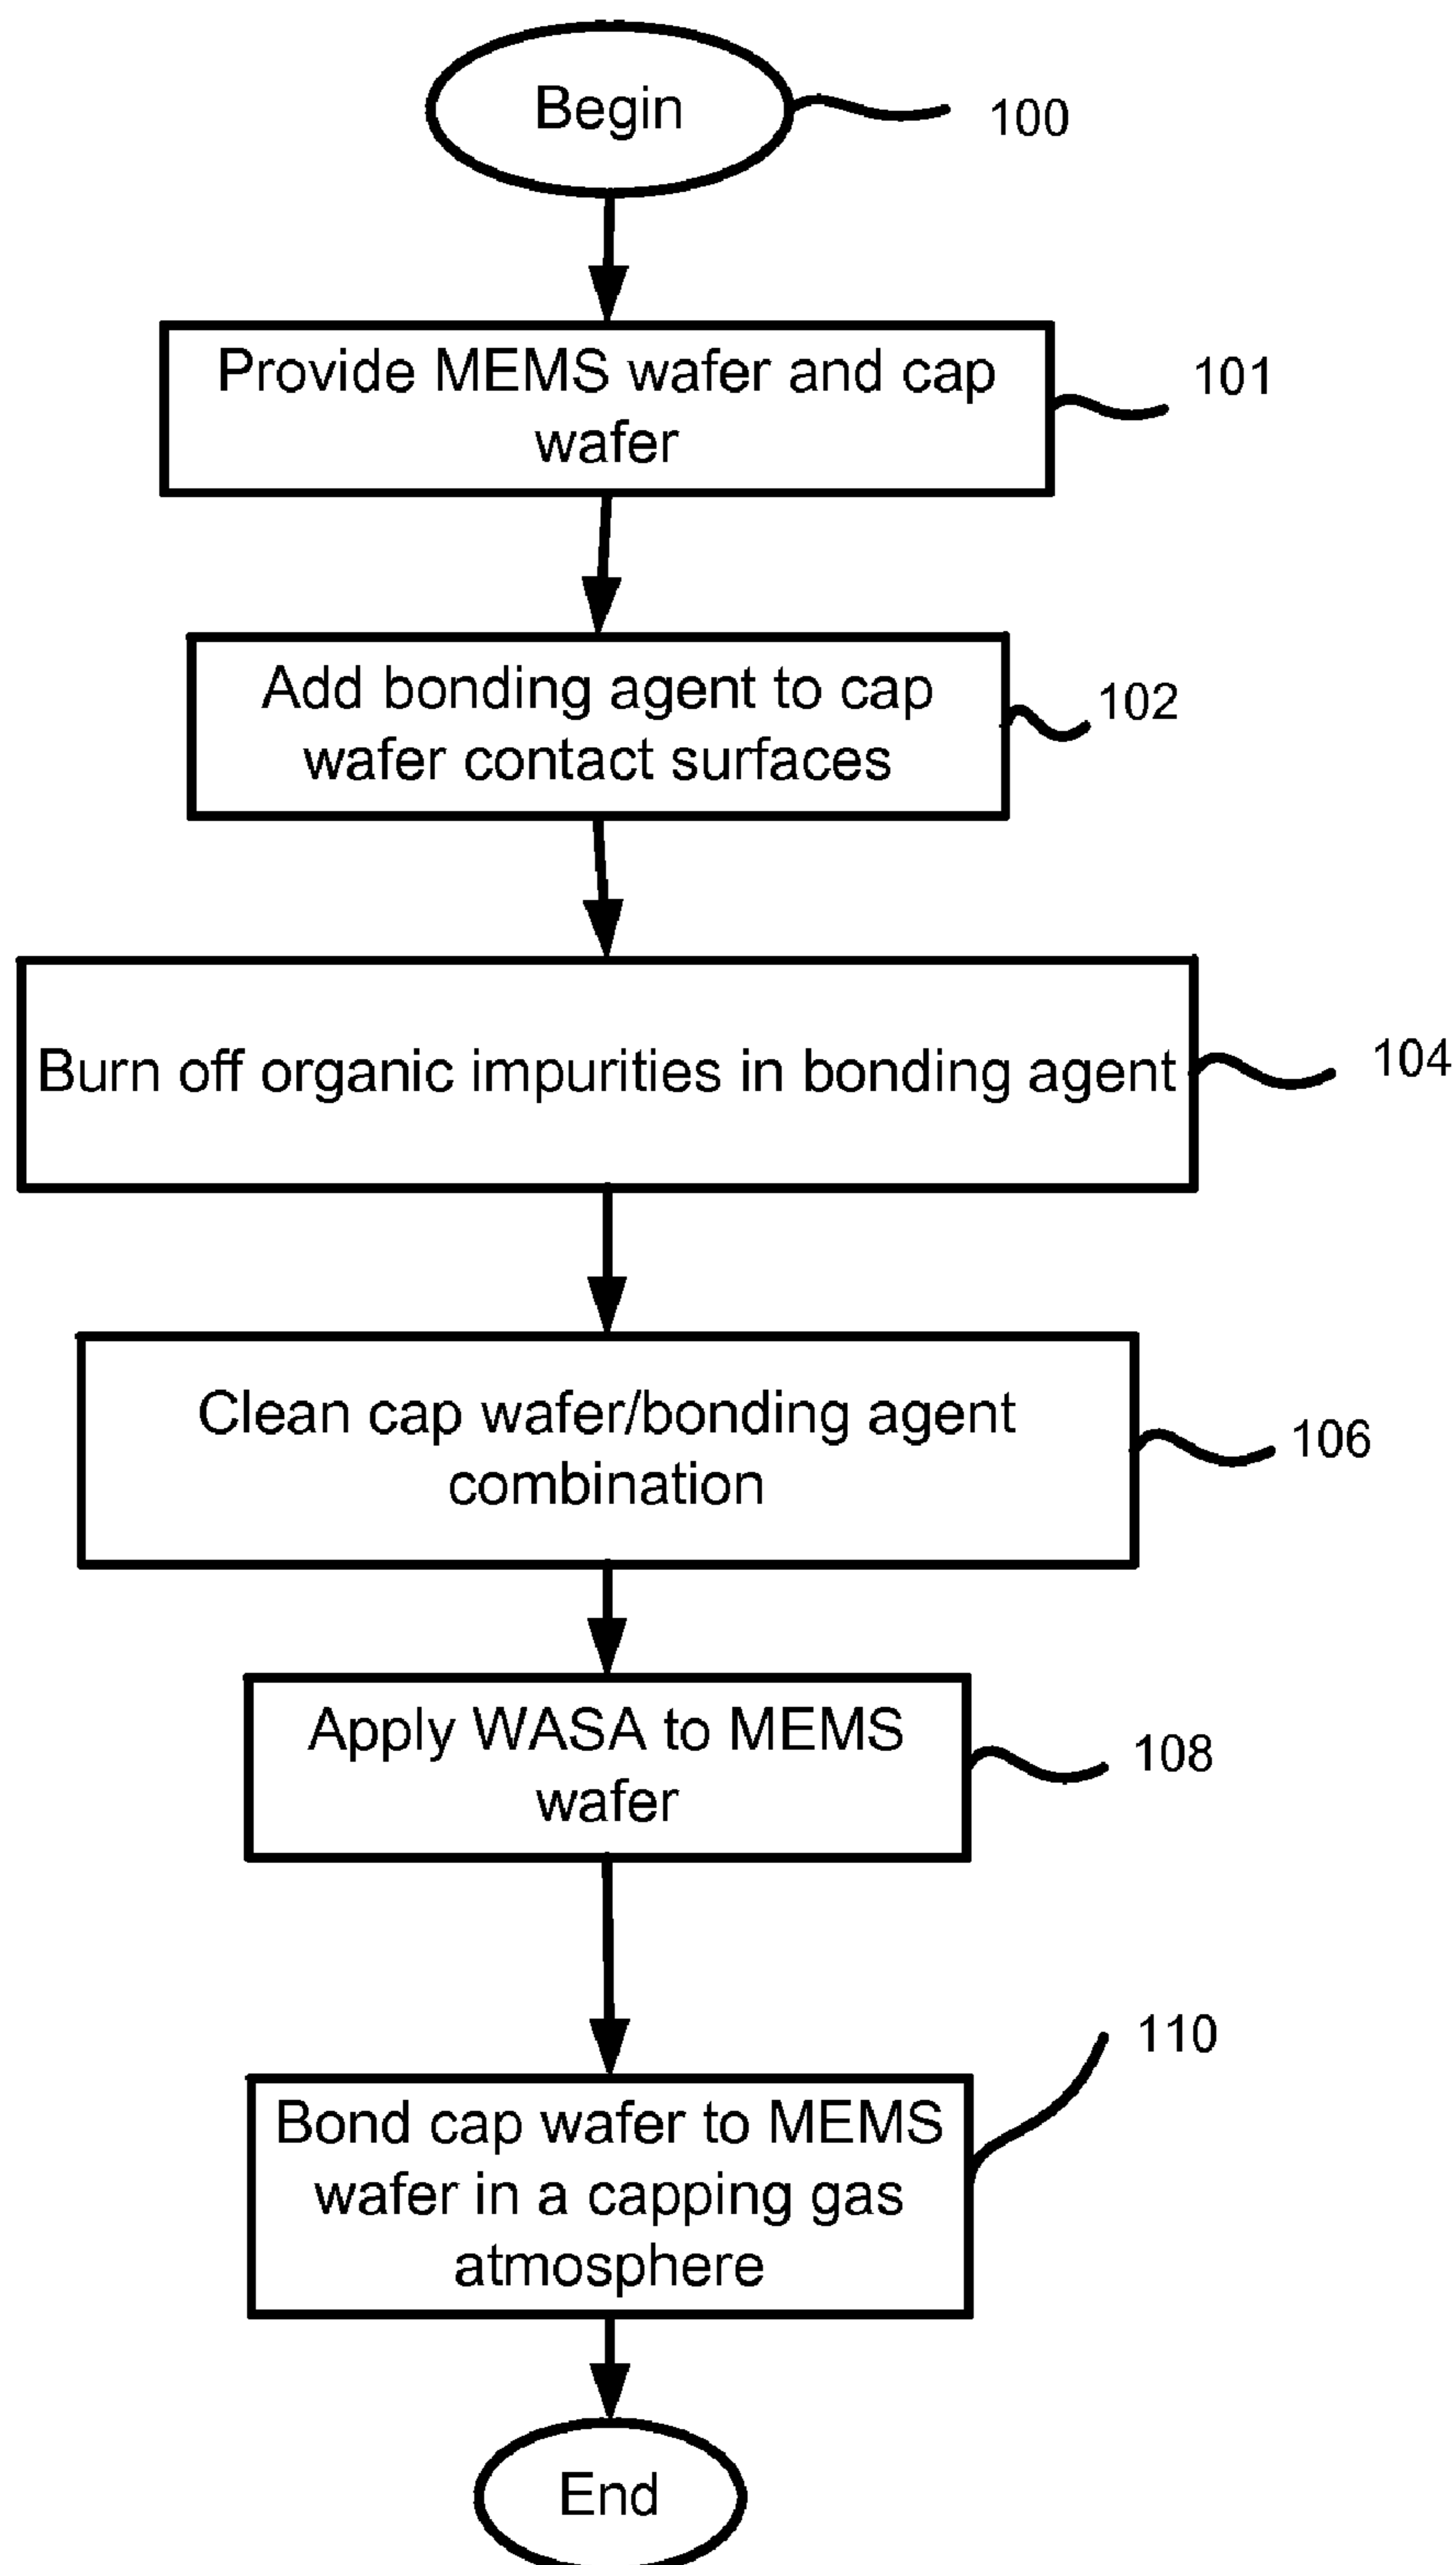 Begin
100
Provide MEMS wafer and cap
wafer
101
Add bonding agent to cap
wafer contact surfaces
102
Burn off organic impurities in bonding agent
104
Clean cap wafer/bonding agent
combination
106
Apply WASA to MEMS
wafer
108
Bond cap wafer to MEMS
wafer in a capping gas
atmosphere
110
End